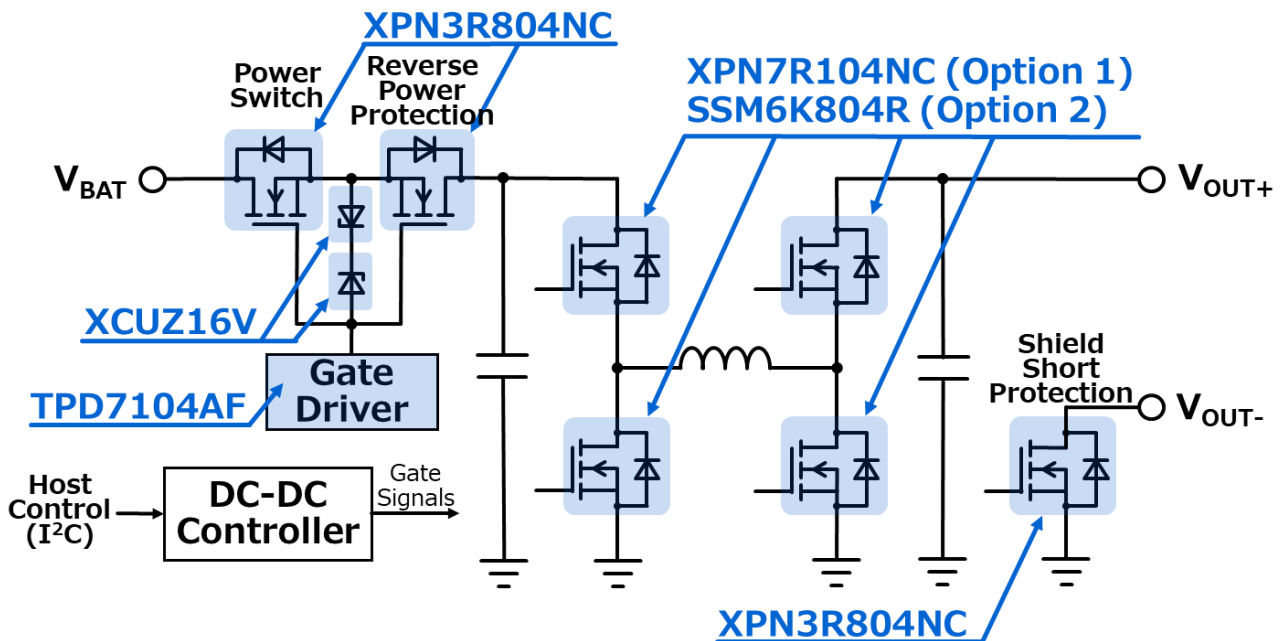 XPN3R804NC
Power
Switch
Reverse
Power
Protection
XPN7R104NC (Option 1)
SSM6K804R (Option 2)
VBAT
VOUT+
XCUZ16V
Gate
Driver
TPD7104AF
Shield
Short
Protection
VOUT-
Host
Control
(I²C)
DC-DC
Controller
Gate
Signals
XPN3R804NC